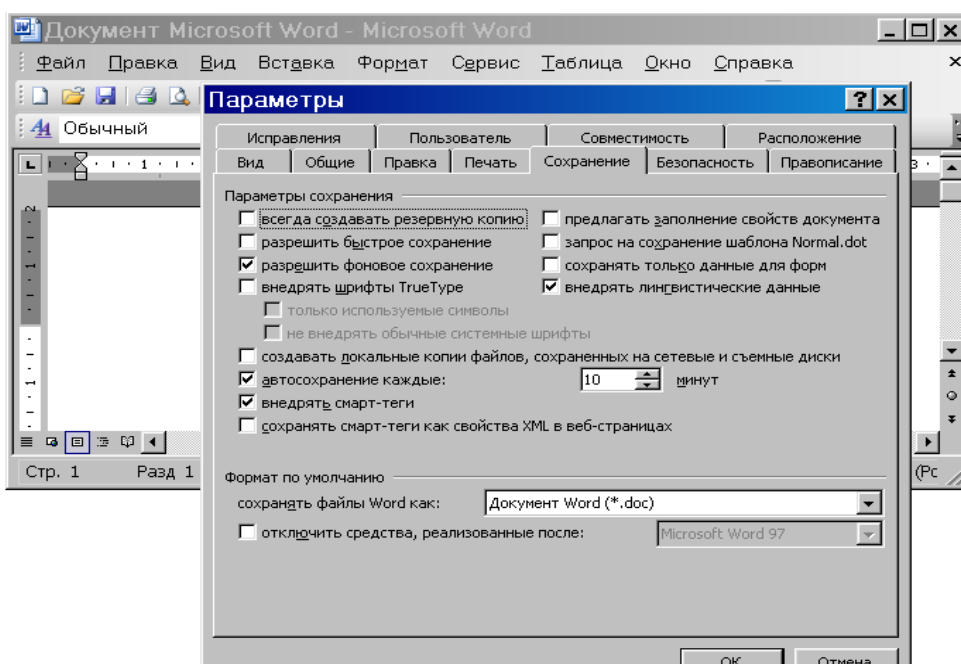 Документ Microsoft Word - Microsoft Word
Файл Правка Вид Вставка Формат Сервис Таблица Окно Справка
Параметры
Обычный
Исправления Пользователь Совместимость Расположение
Вид Общие Правка Печать Сохранение Безопасность Правописание
Параметры сохранения
всегда создавать резервную копию
предлагать заполнение свойств документа
разрешить быстрое сохранение
запрос на сохранение шаблона Normal.dot
разрешить фоновое сохранение
сохранять только данные для форм
внедрять шрифты TrueType
внедрять лингвистические данные
только используемые символы
не внедрять обычные системные шрифты
создавать локальные копии файлов, сохраненных на сетевые и съемные диски
автосохранение каждые: 10 минут
внедрять смарт-теги
сохранять смарт-теги как свойства XML в веб-страницах
Стр. 1 Разд 1
Формат по умолчанию
сохранять файлы Word как: Документ Word (*.doc)
отключить средства, реализованные после: Microsoft Word 97
ОК Отмена